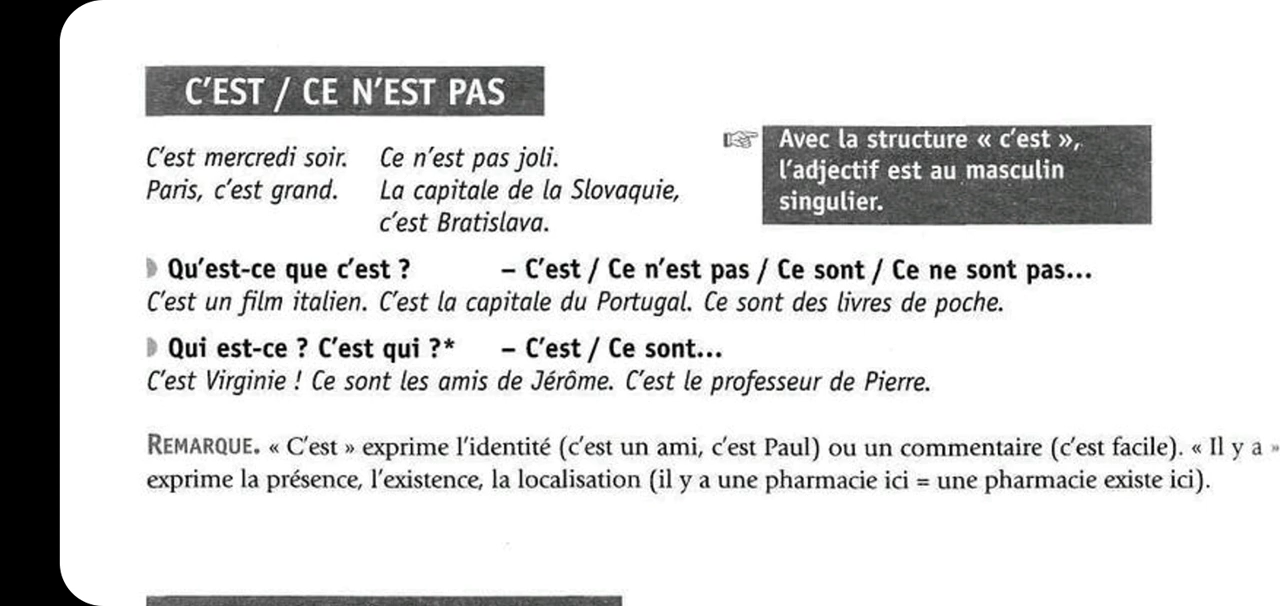 C'EST / CE N'EST PAS
C'est mercredi soir. Ce n'est pas joli.
Paris, c'est grand. La capitale de la Slovaquie,
c'est Bratislava.
Avec la structure « c'est »,
l'adjectif est au masculin
singulier.
Qu'est-ce que c'est ? – C'est / Ce n'est pas / Ce sont / Ce ne sont pas...
C'est un film italien. C'est la capitale du Portugal. Ce sont des livres de poche.
Qui est-ce ? C'est qui ?* – C'est / Ce sont...
C'est Virginie ! Ce sont les amis de Jérôme. C'est le professeur de Pierre.
REMARQUE. « C'est » exprime l'identité (c'est un ami, c'est Paul) ou un commentaire (c'est facile). « Il y a »
exprime la présence, l'existence, la localisation (il y a une pharmacie ici = une pharmacie existe ici).